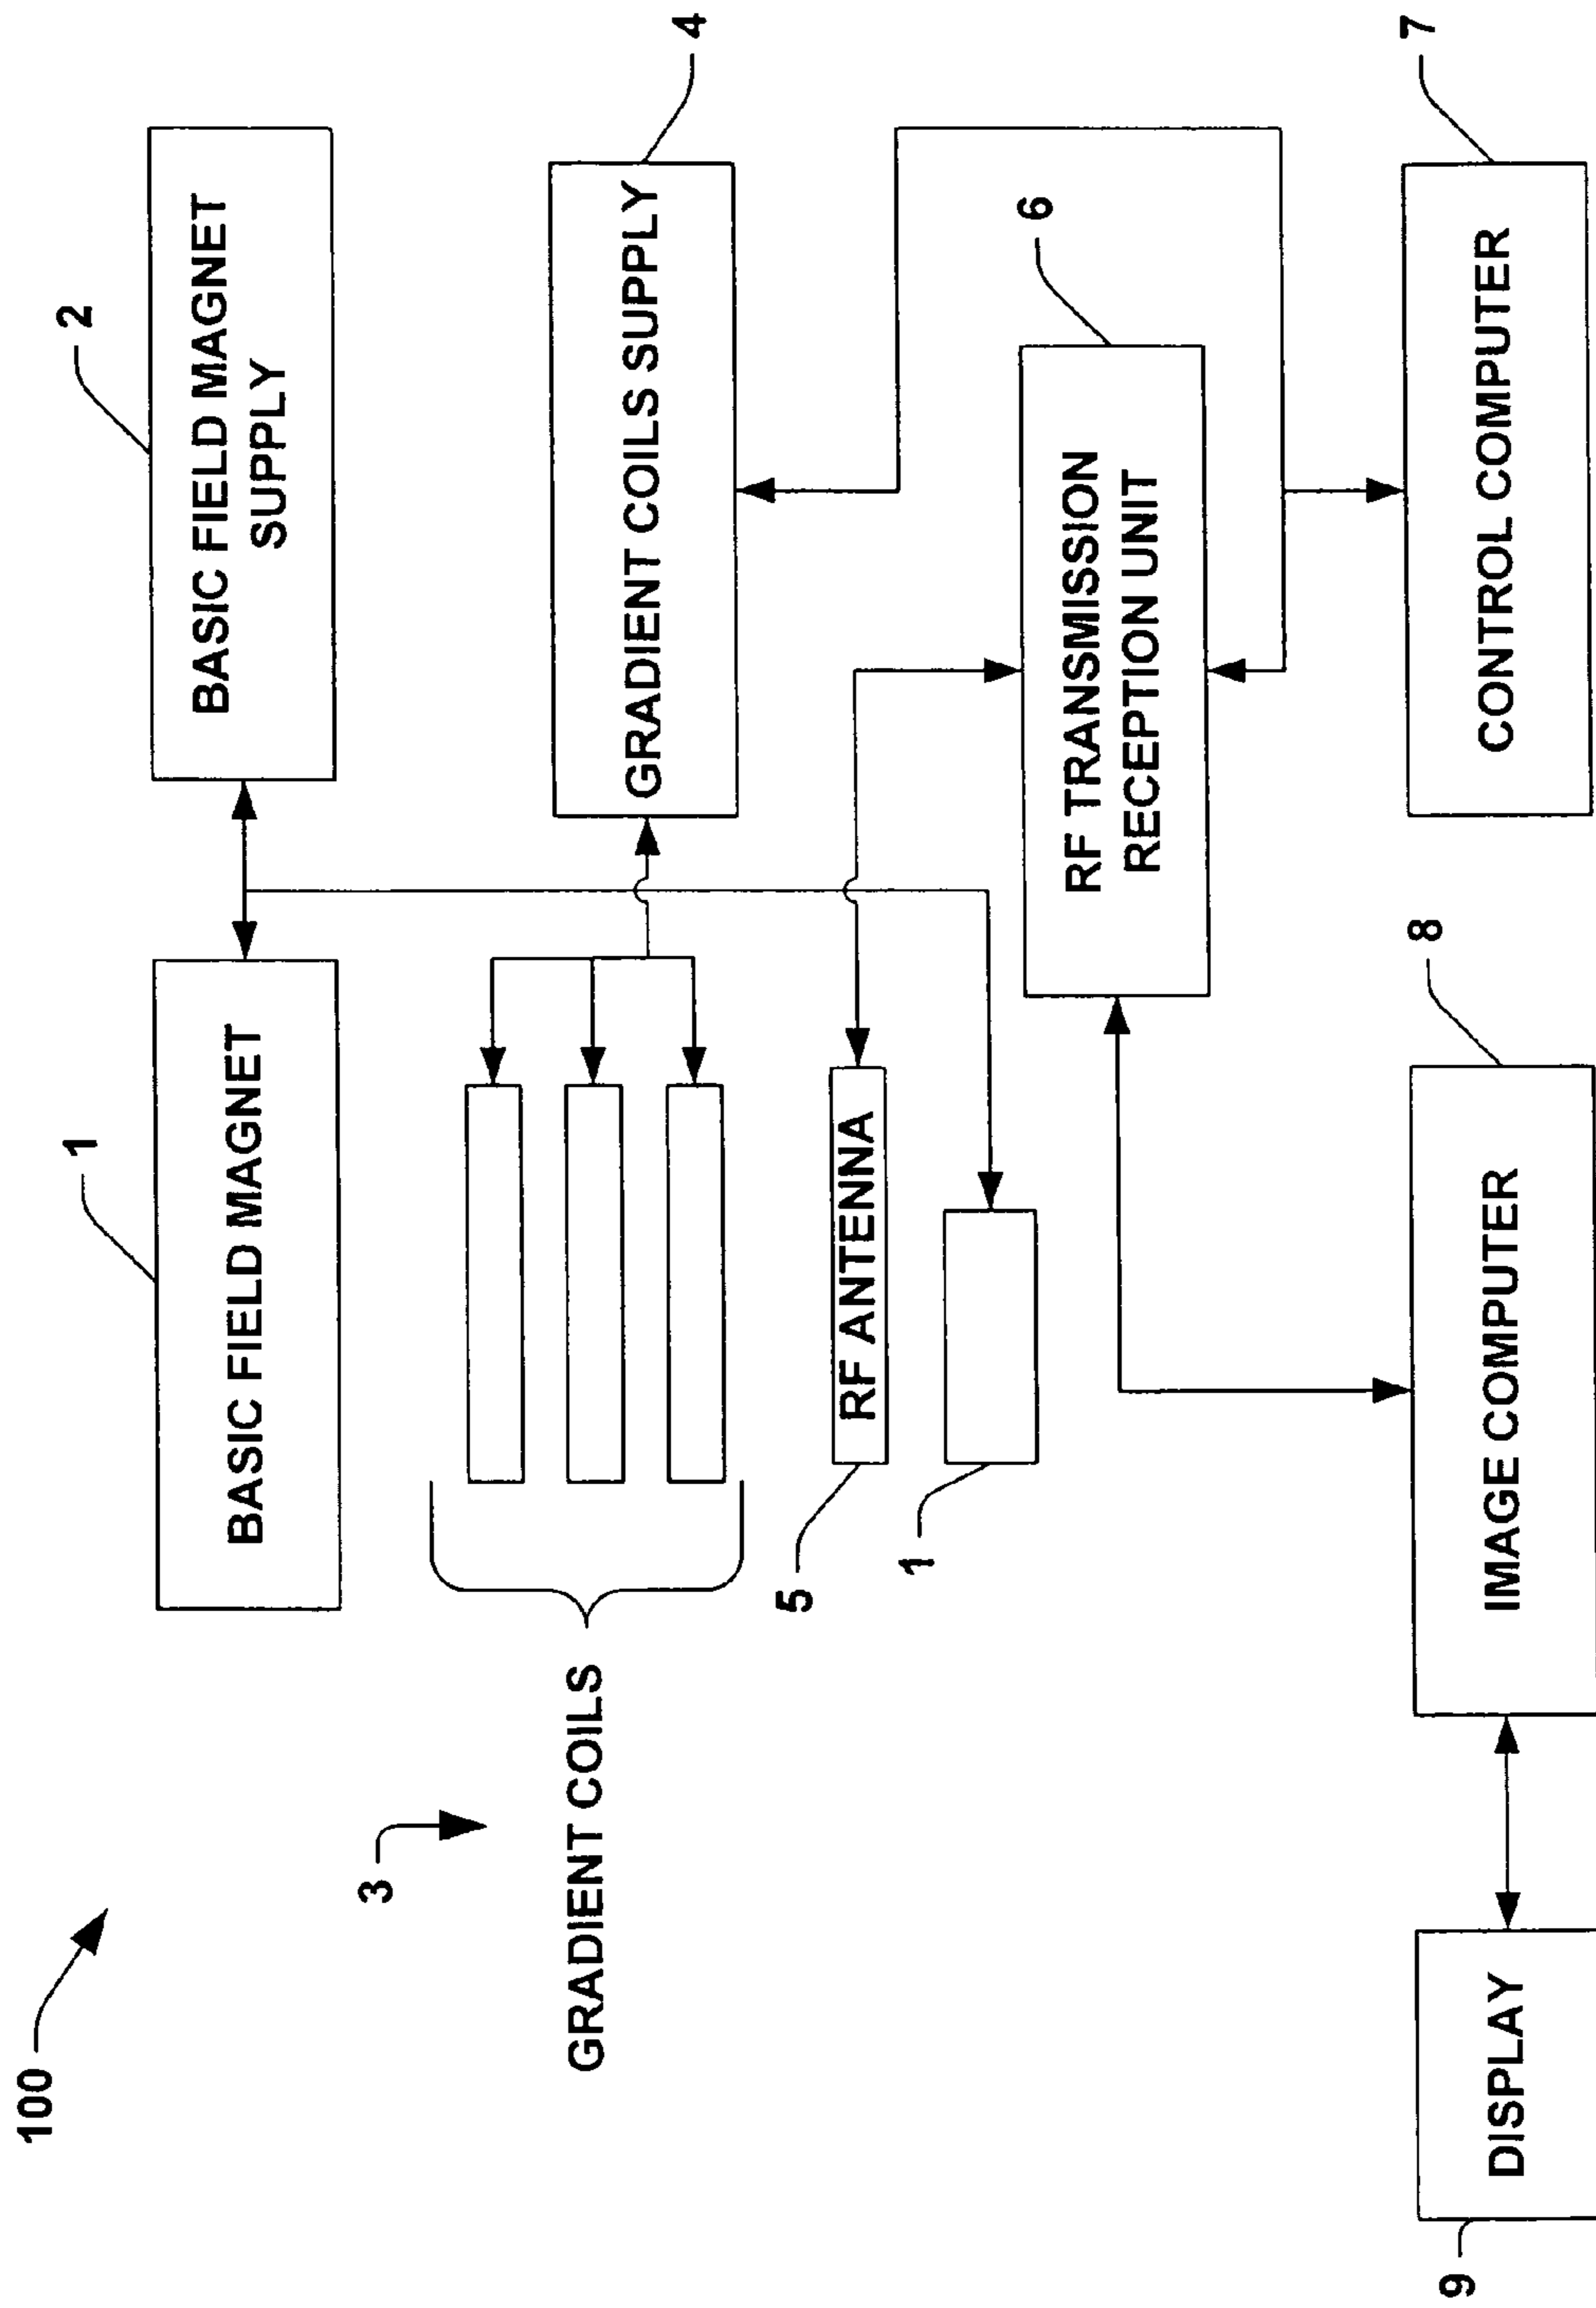 100
1
BASIC FIELD MAGNET
2
BASIC FIELD MAGNET
SUPPLY
3
GRADIENT COILS
4
GRADIENT COILS SUPPLY
5
RF ANTENNA
1
6
RF TRANSMISSION
RECEPTION UNIT
9
DISPLAY
8
IMAGE COMPUTER
7
CONTROL COMPUTER